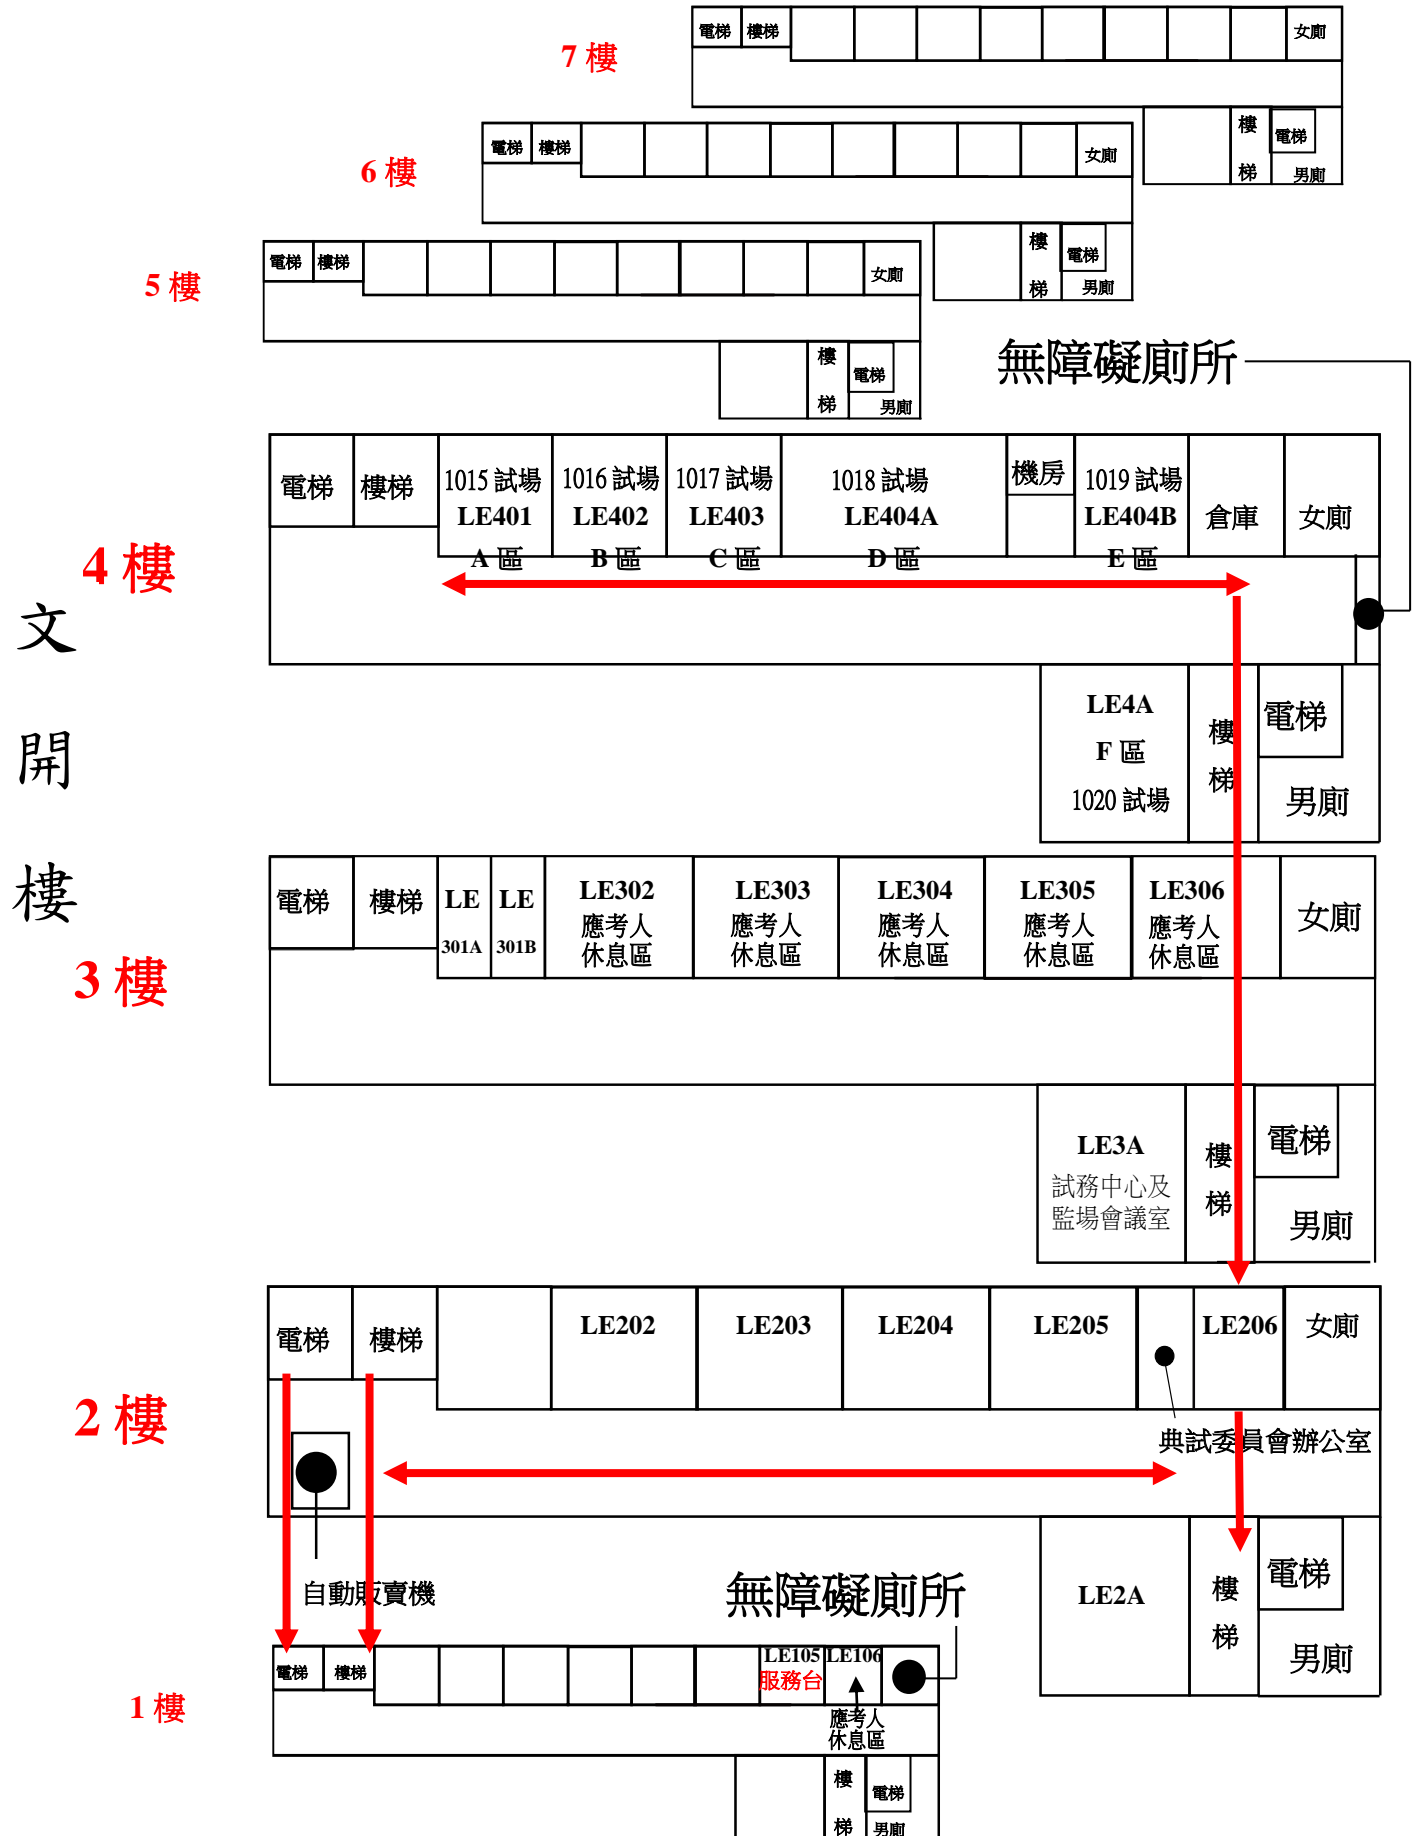 7 樓
電梯 樓梯 女廁
樓梯
電梯
男廁
6 樓
電梯 樓梯 女廁
樓梯
電梯
男廁
5 樓
電梯 樓梯 女廁
樓梯
電梯
男廁
無障礙廁所
文開樓
4 樓
電梯
樓梯
1015 試場
LE401
A 區
1016 試場
LE402
B 區
1017 試場
LE403
C 區
1018 試場
LE404A
D 區
機房
1019 試場
LE404B
E 區
倉庫
女廁
LE4A
F 區
1020 試場
樓梯
電梯
男廁
3 樓
電梯
樓梯
LE
301A
LE
301B
LE302
應考人
休息區
LE303
應考人
休息區
LE304
應考人
休息區
LE305
應考人
休息區
LE306
應考人
休息區
女廁
LE3A
試務中心及
監場會議室
樓梯
電梯
男廁
2 樓
電梯
樓梯
LE202
LE203
LE204
LE205
LE206
女廁
典試委員會辦公室
自動販賣機
LE2A
樓梯
電梯
男廁
無障礙廁所
1 樓
電梯
樓梯
LE105
服務台
LE106
應考人
休息區
樓梯
電梯
男廁